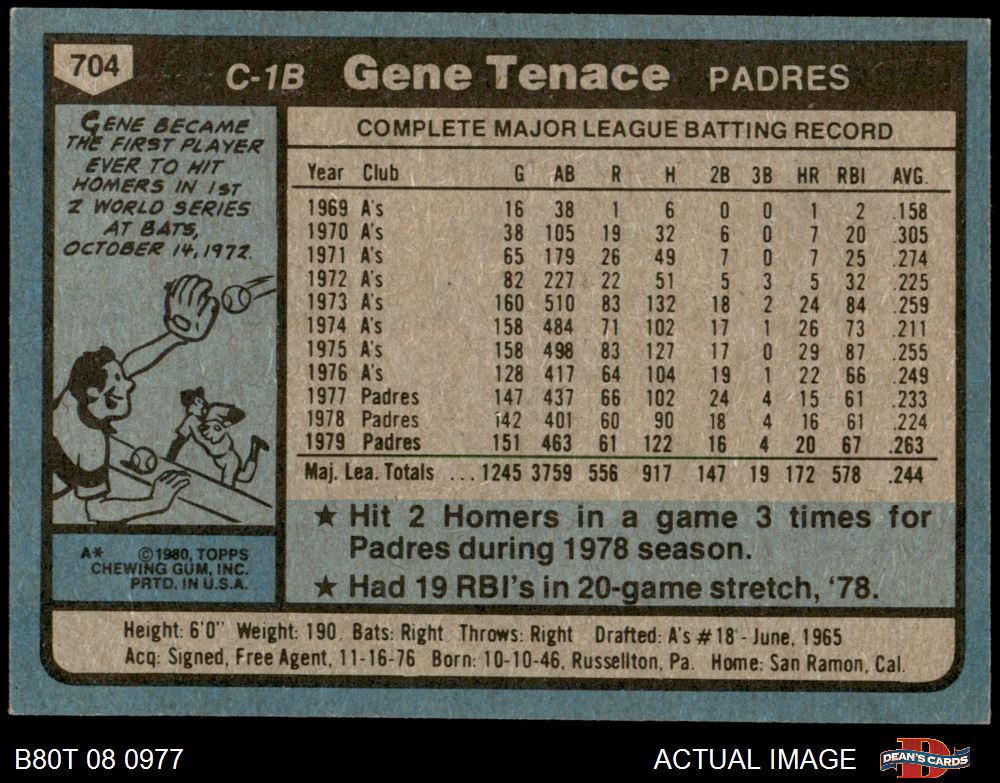 704
C-1B Gene Tenace PADRES
GENE BECAME
THE FIRST PLAYER
EVER TO HIT
HOMERS IN 1ST
2 WORLD SERIES
AT BATS,
OCTOBER 14, 1972.
COMPLETE MAJOR LEAGUE BATTING RECORD
Year Club G AB R H 2B 3B HR RBI AVG.
1969 A's 16 38 1 6 0 0 1 2 .158
1970 A's 38 105 19 32 6 0 7 20 .305
1971 A's 65 179 26 49 7 0 7 25 .274
1972 A's 82 227 22 51 5 3 5 32 .225
1973 A's 160 510 83 132 18 2 24 84 .259
1974 A's 158 484 71 102 17 1 26 73 .211
1975 A's 158 498 83 127 17 0 29 87 .255
1976 A's 128 417 64 104 19 1 22 66 .249
1977 Padres 147 437 66 102 24 4 15 61 .233
1978 Padres 142 401 60 90 18 4 16 61 .224
1979 Padres 151 463 61 122 16 4 20 67 .263
Maj. Lea. Totals ... 1245 3759 556 917 147 19 172 578 .244
★ Hit 2 Homers in a game 3 times for
Padres during 1978 season.
★ Had 19 RBI's in 20-game stretch, '78.
A* ©1980, TOPPS
CHEWING GUM, INC.
PRTD. IN U.S.A.
Height: 6'0" Weight: 190 Bats: Right Throws: Right Drafted: A's #18 - June, 1965
Acq: Signed, Free Agent, 11-16-76 Born: 10-10-46, Russellton, Pa. Home: San Ramon, Cal.
B80T 08 0977 ACTUAL IMAGE
DEAN'S CARDS